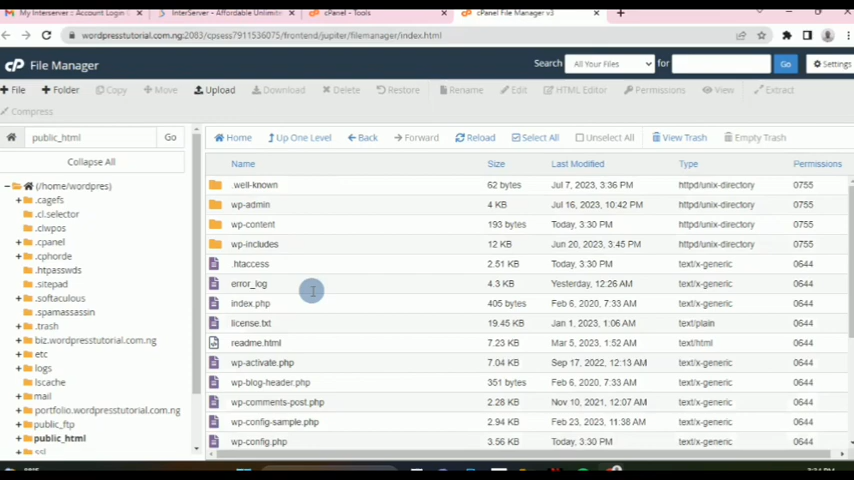 My Interserver :: Account Login
InterServer - Affordable Unlimit
cPanel - Tools
cPanel File Manager v3
wordpresstutorial.com.ng:2083/cpsess7911536075/frontend/jupiter/filemanager/index.html
cP File Manager
Search All Your Files for Go Settings
File Folder Copy Move Upload Download Delete Restore Rename Edit HTML Editor Permissions View Extract
Compress
public_html Go
Home Up One Level Back Forward Reload Select All Unselect All View Trash Empty Trash
Collapse All
(/home/wordpres)
.cagefs
.cl.selector
.clwpos
.cpanel
.cphorde
.htpasswds
.sitepad
.softaculous
.spamassassin
.trash
biz.wordpresstutorial.com.ng
etc
logs
lscache
mail
portfolio.wordpresstutorial.com.ng
public_ftp
public_html
ssl
Name Size Last Modified Type Permissions
.well-known 62 bytes Jul 7, 2023, 3:36 PM httpd/unix-directory 0755
wp-admin 4 KB Jul 16, 2023, 10:42 PM httpd/unix-directory 0755
wp-content 193 bytes Today, 3:30 PM httpd/unix-directory 0755
wp-includes 12 KB Jun 20, 2023, 3:45 PM httpd/unix-directory 0755
.htaccess 2.51 KB Today, 3:30 PM text/x-generic 0644
error_log 4.3 KB Yesterday, 12:26 AM text/x-generic 0644
index.php 405 bytes Feb 6, 2020, 7:33 AM text/x-generic 0644
license.txt 19.45 KB Jan 1, 2023, 1:06 AM text/plain 0644
readme.html 7.23 KB Mar 5, 2023, 1:52 AM text/html 0644
wp-activate.php 7.04 KB Sep 17, 2022, 12:13 AM text/x-generic 0644
wp-blog-header.php 351 bytes Feb 6, 2020, 7:33 AM text/x-generic 0644
wp-comments-post.php 2.28 KB Nov 10, 2021, 12:07 AM text/x-generic 0644
wp-config-sample.php 2.94 KB Feb 23, 2023, 11:38 AM text/x-generic 0644
wp-config.php 3.56 KB Today, 3:30 PM text/x-generic 0644